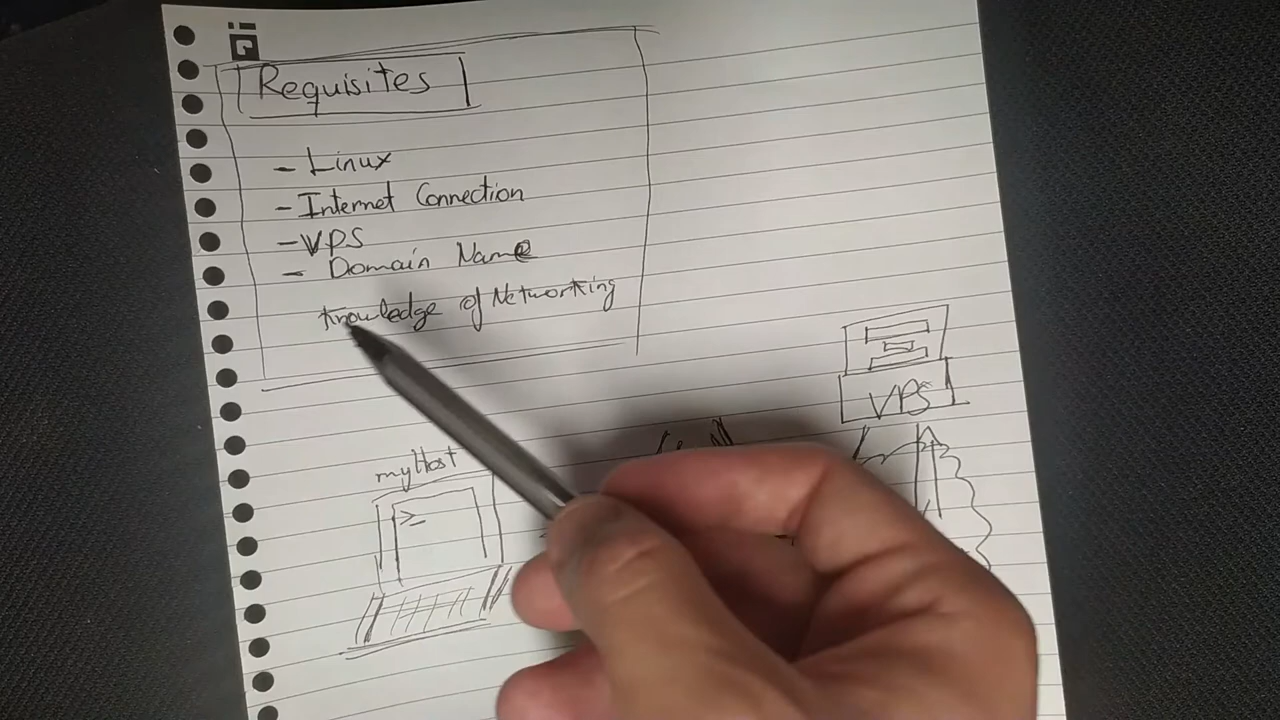 Requisites
- Linux
- Internet Connection
- VPS
- Domain Name
Knowledge of Networking
VPS
myHost
>_